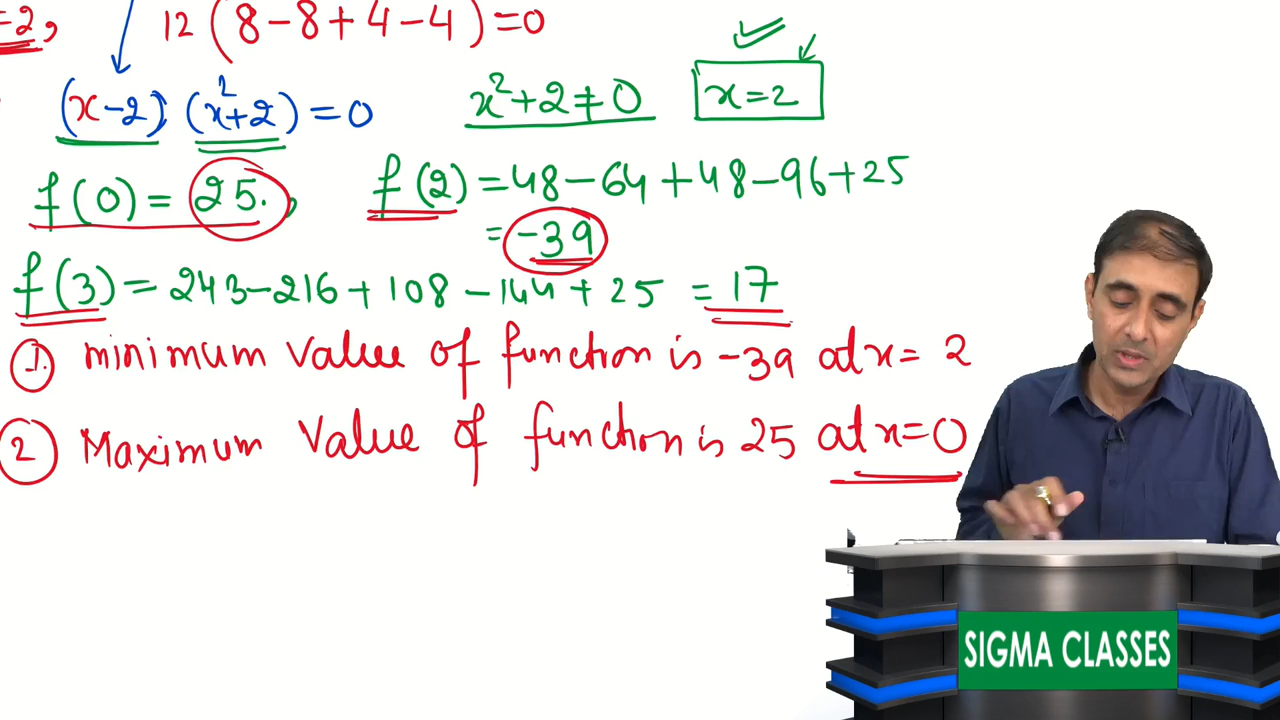 =2, 12(8-8+4-4)=0
(x-2) (x²+2)=0 x²+2≠0 x=2
f(0)= 25. , f(2)=48-64+48-96+25
= -39
f(3)=243-216+108-144+25 =17
1. minimum value of function is -39 at x= 2
2 Maximum Value of function is 25 at x=0
SIGMA CLASSES